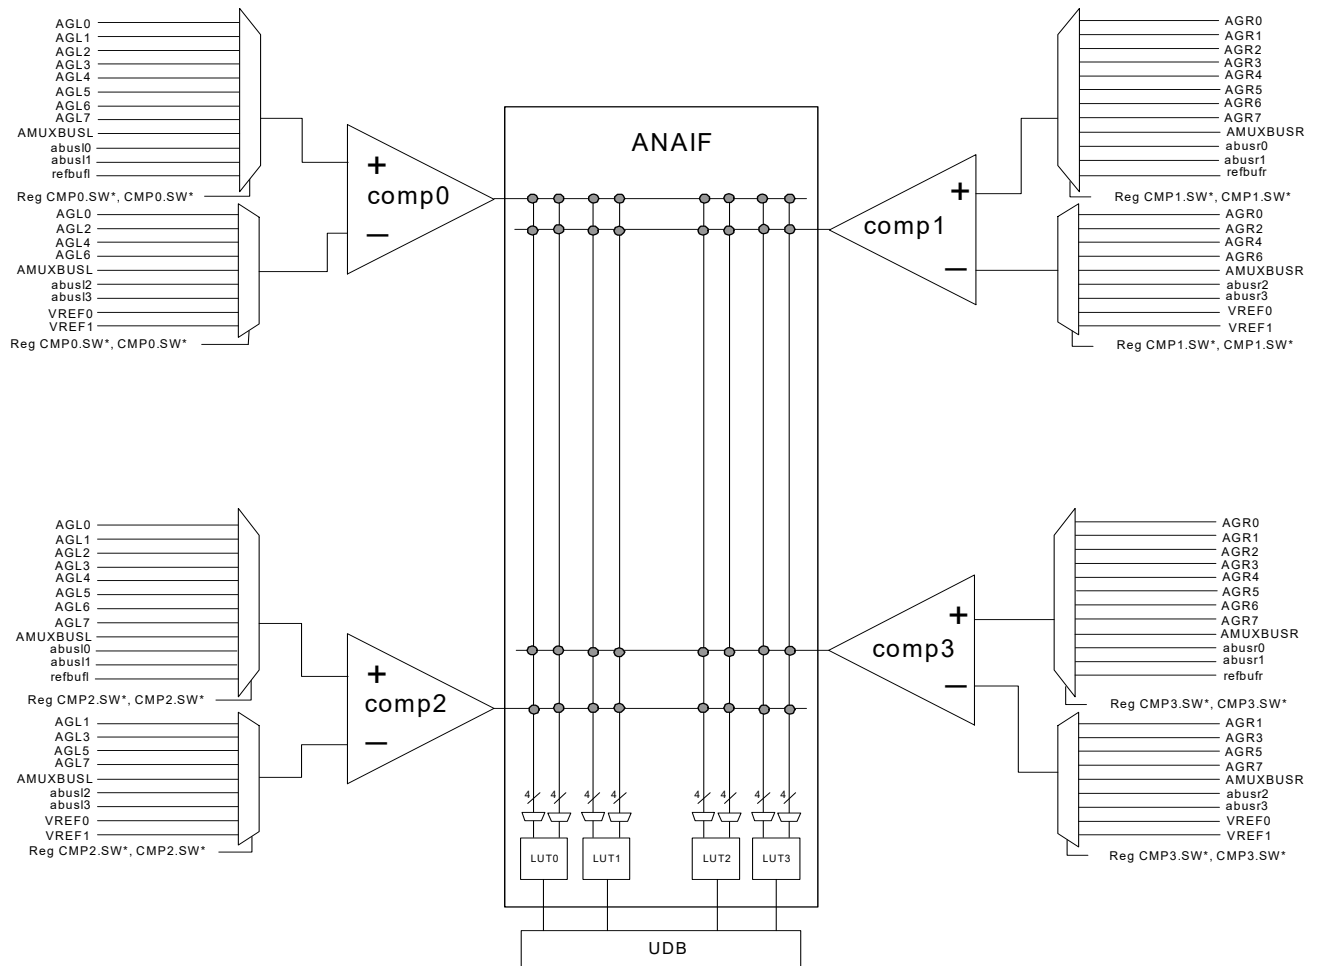 AGL0
AGL1
AGL2
AGL3
AGL4
AGL5
AGL6
AGL7
AMUXBUSL
abusl0
abusl1
refbufl
Reg CMP0.SW*, CMP0.SW*
AGL0
AGL2
AGL4
AGL6
AMUXBUSL
abusl2
abusl3
VREF0
VREF1
Reg CMP0.SW*, CMP0.SW*
+
comp0
−
ANAIF
+
comp1
−
AGR0
AGR1
AGR2
AGR3
AGR4
AGR5
AGR6
AGR7
AMUXBUSR
abusr0
abusr1
refbufr
Reg CMP1.SW*, CMP1.SW*
AGR0
AGR2
AGR4
AGR6
AMUXBUSR
abusr2
abusr3
VREF0
VREF1
Reg CMP1.SW*, CMP1.SW*
AGL0
AGL1
AGL2
AGL3
AGL4
AGL5
AGL6
AGL7
AMUXBUSL
abusl0
abusl1
refbufl
Reg CMP2.SW*, CMP2.SW*
AGL1
AGL3
AGL5
AGL7
AMUXBUSL
abusl2
abusl3
VREF0
VREF1
Reg CMP2.SW*, CMP2.SW*
+
comp2
−
+
comp3
−
AGR0
AGR1
AGR2
AGR3
AGR4
AGR5
AGR6
AGR7
AMUXBUSR
abusr0
abusr1
refbufr
Reg CMP3.SW*, CMP3.SW*
AGR1
AGR3
AGR5
AGR7
AMUXBUSR
abusr2
abusr3
VREF0
VREF1
Reg CMP3.SW*, CMP3.SW*
4 4 4 4 4 4 4 4
LUT0 LUT1 LUT2 LUT3
UDB